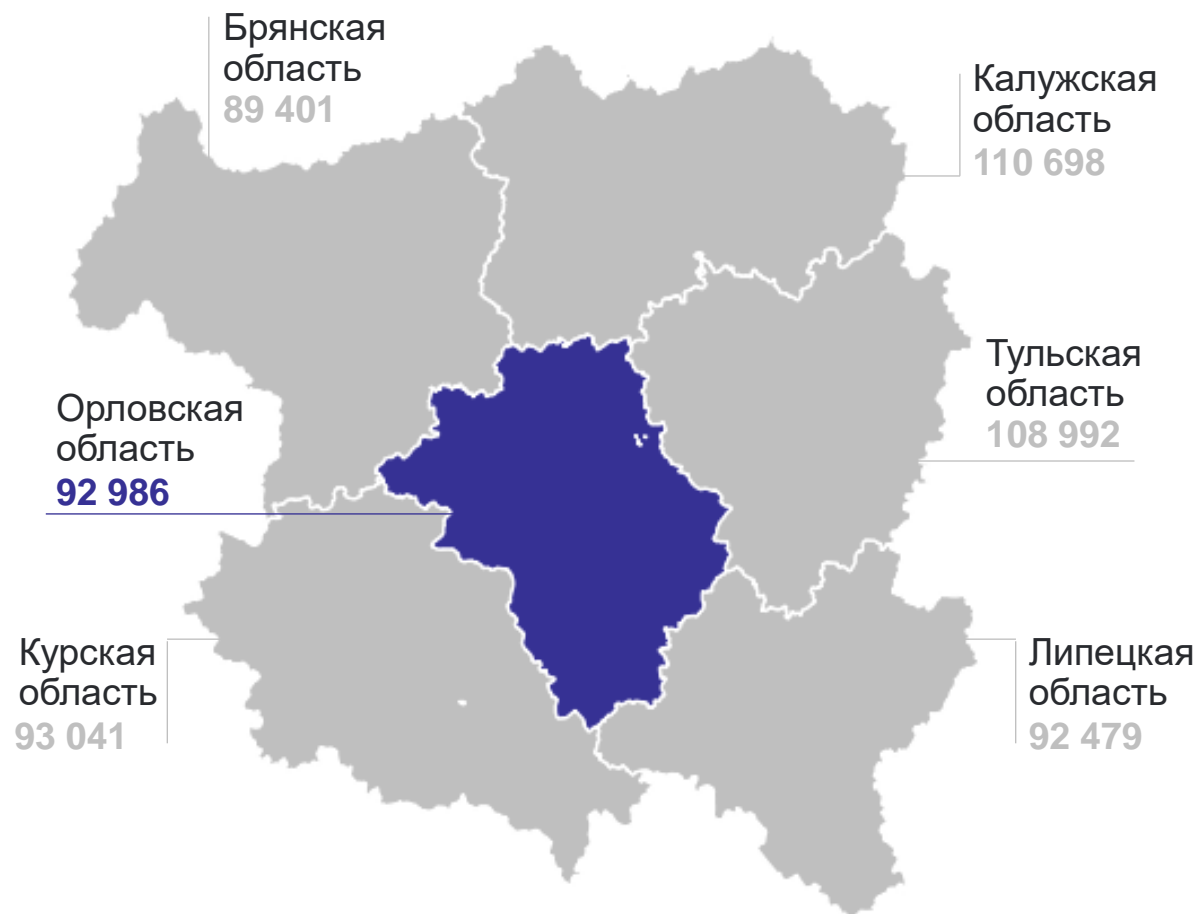 Брянская
область
89 401
Калужская
область
110 698
Тульская
область
108 992
Орловская
область
92 986
Курская
область
93 041
Липецкая
область
92 479